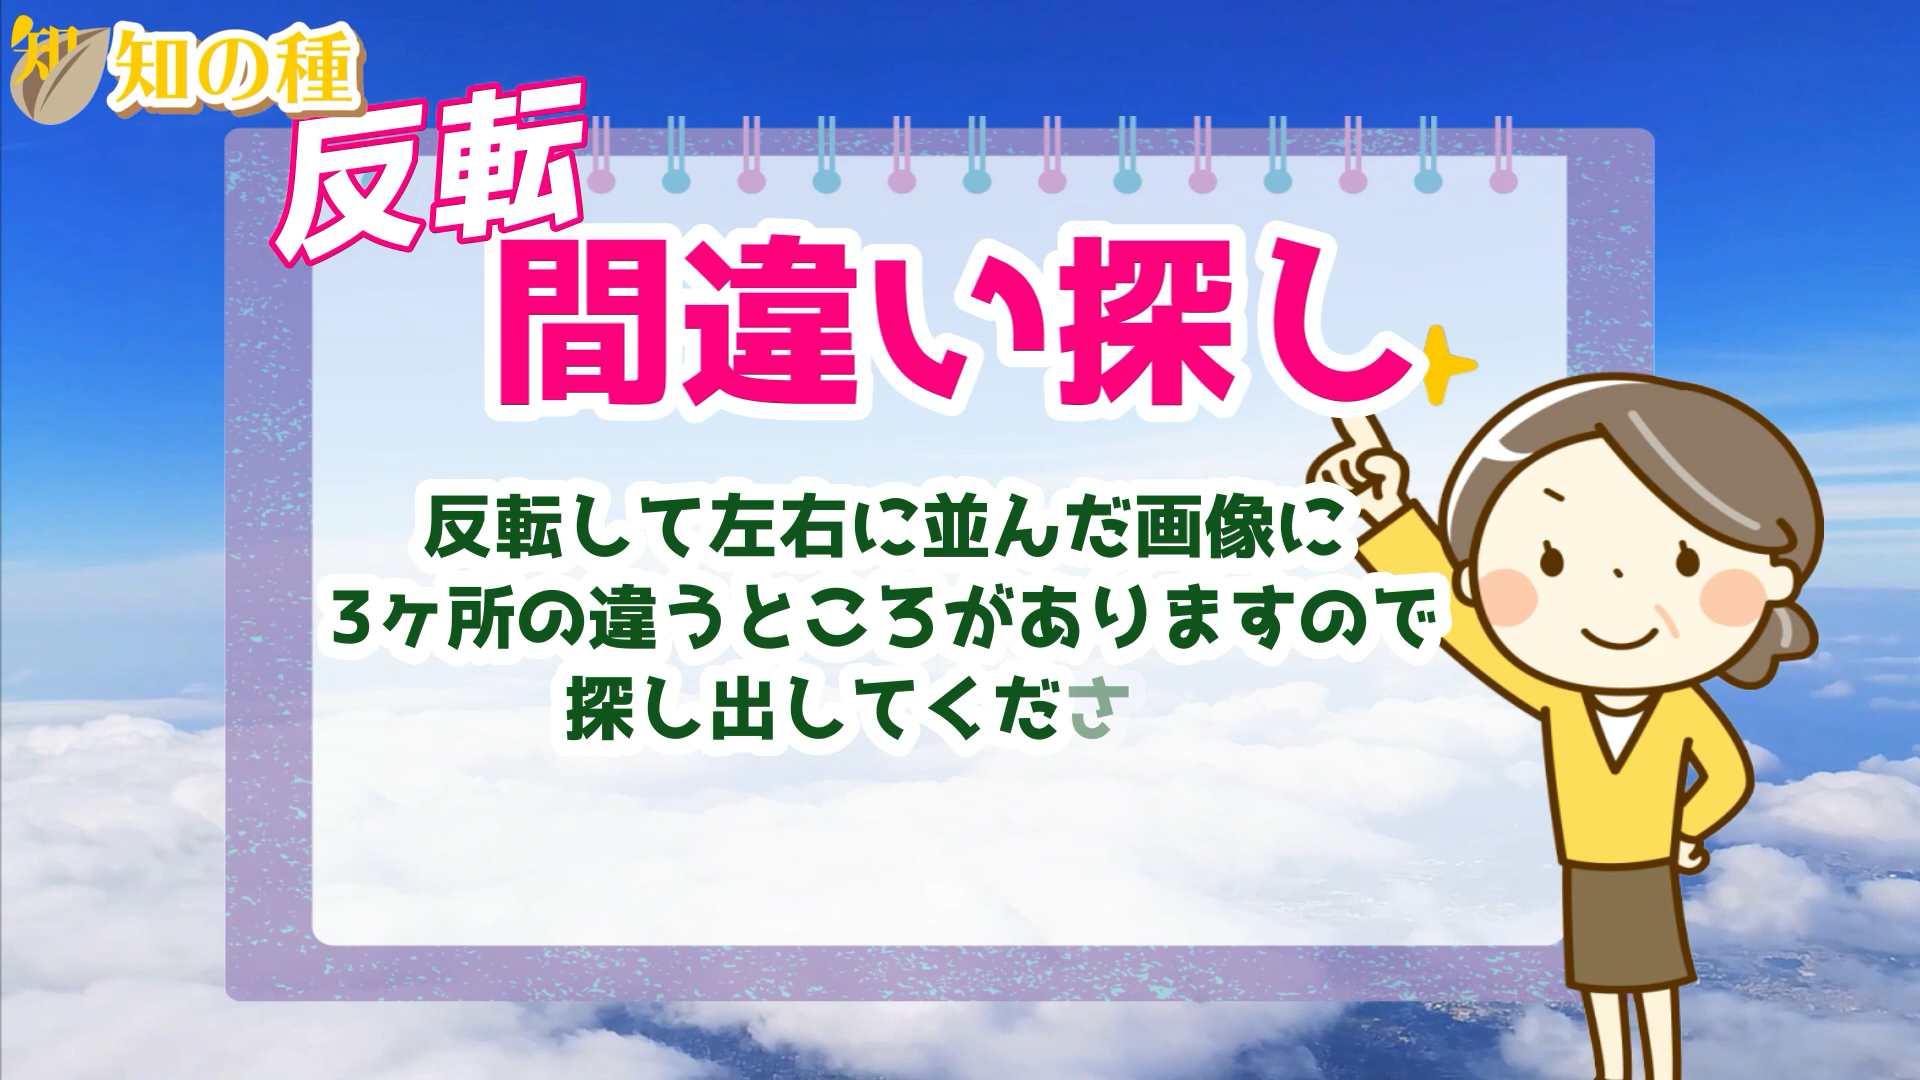 知の種
反転
間違い探し
反転して左右に並んだ画像に
3ヶ所の違うところがありますので
探し出してくださ